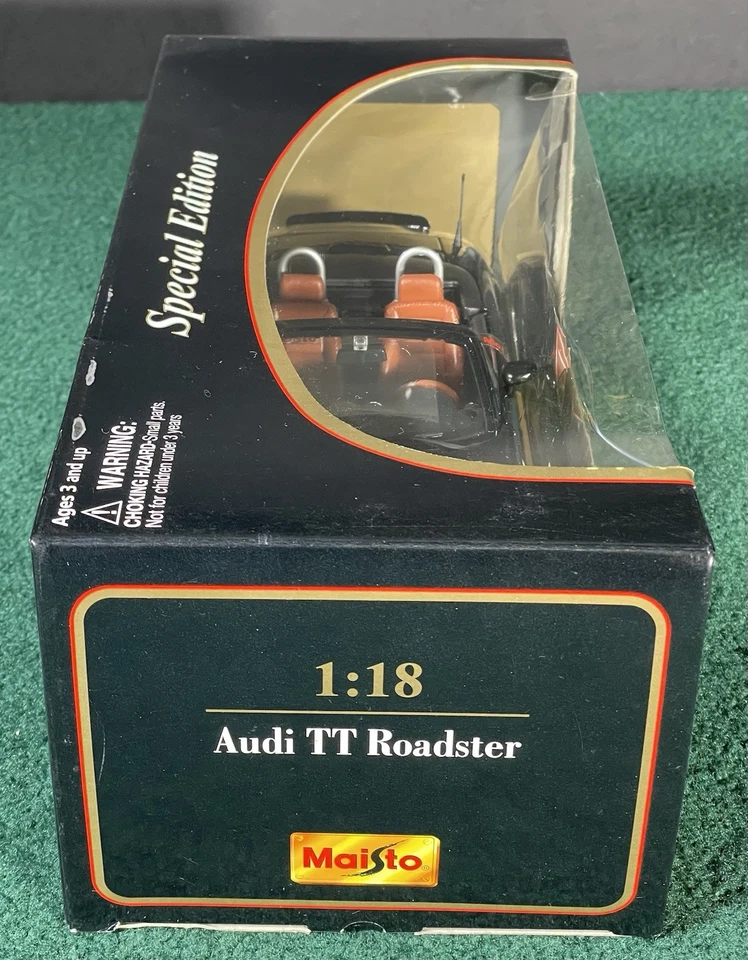 Special Edition
Ages 3 and up
⚠ WARNING:
CHOKING HAZARD-Small parts.
Not for children under 3 years
1:18
Audi TT Roadster
Maisto®